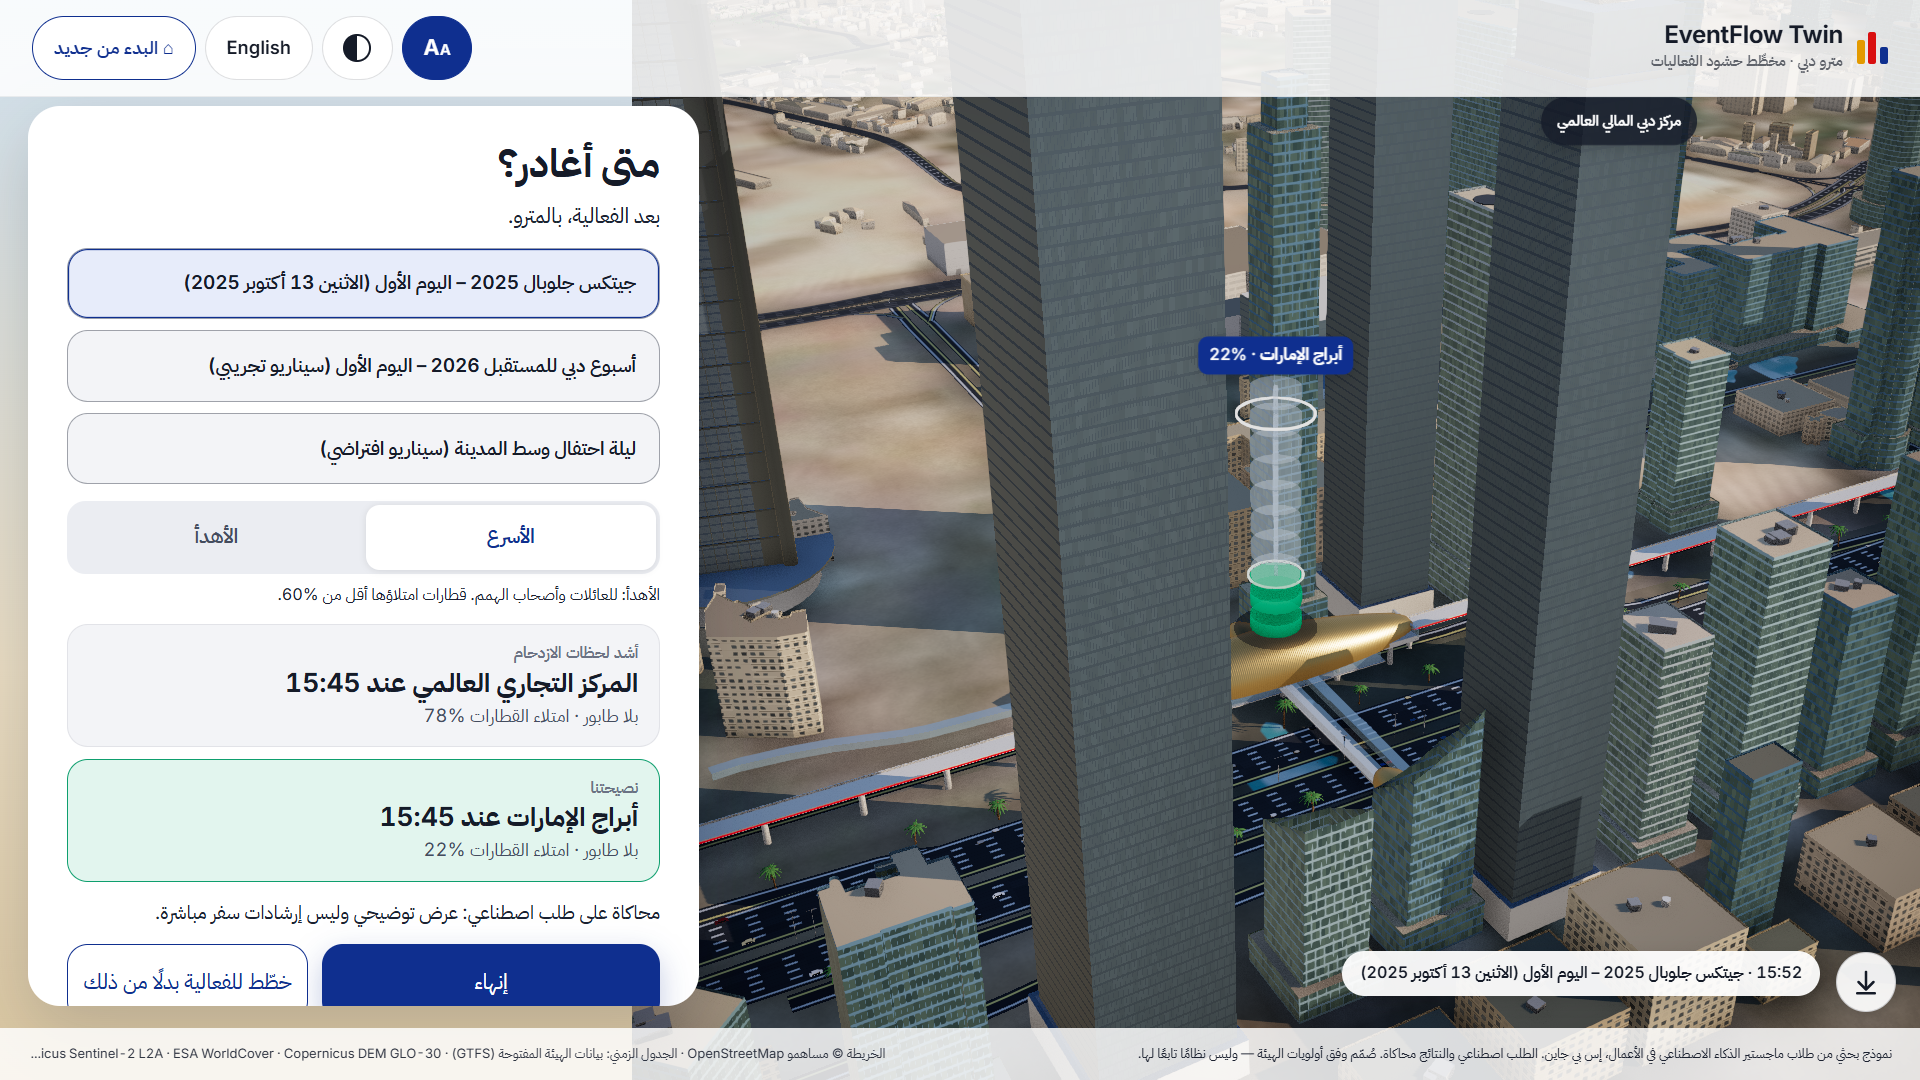 EventFlow Twin
مترو دبي · مخطَّط حشود الفعاليات
AA
English
⌂ البدء من جديد
مركز دبي المالي العالمي
متى أغادر؟
بعد الفعالية، بالمترو.
جيتكس جلوبال 2025 – اليوم الأول (الاثنين 13 أكتوبر 2025)
أسبوع دبي للمستقبل 2026 – اليوم الأول (سيناريو تجريبي)
ليلة احتفال وسط المدينة (سيناريو افتراضي)
الأسرع
الأهدأ
الأهدأ: للعائلات وأصحاب الهمم. قطارات امتلاؤها أقل من 60%.
أشد لحظات الازدحام
المركز التجاري العالمي عند 15:45
بلا طابور · امتلاء القطارات 78%
نصيحتنا
أبراج الإمارات عند 15:45
بلا طابور · امتلاء القطارات 22%
محاكاة على طلب اصطناعي: عرض توضيحي وليس إرشادات سفر مباشرة.
إنهاء
خطّط للفعالية بدلًا من ذلك
أبراج الإمارات · 22%
15:52 · جيتكس جلوبال 2025 – اليوم الأول (الاثنين 13 أكتوبر 2025)
نموذج بحثي من طلاب ماجستير الذكاء الاصطناعي في الأعمال، إس بي جاين. الطلب اصطناعي والنتائج محاكاة. صُمّم وفق أولويات الهيئة — وليس نظامًا تابعًا لها.
الخريطة © مساهمو OpenStreetMap · الجدول الزمني: بيانات الهيئة المفتوحة (GTFS) · icus Sentinel-2 L2A · ESA WorldCover · Copernicus DEM GLO-30...